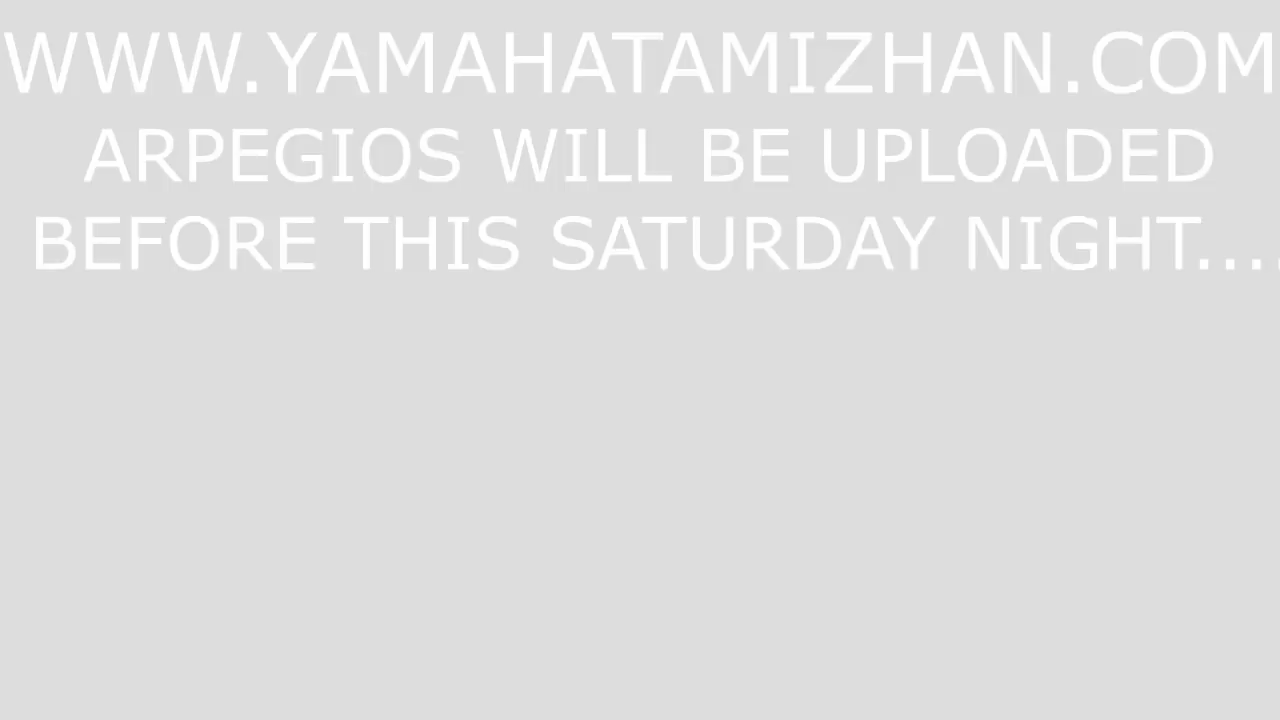 WWW.YAMAHATAMIZHAN.COM
ARPEGIOS WILL BE UPLOADED
BEFORE THIS SATURDAY NIGHT....